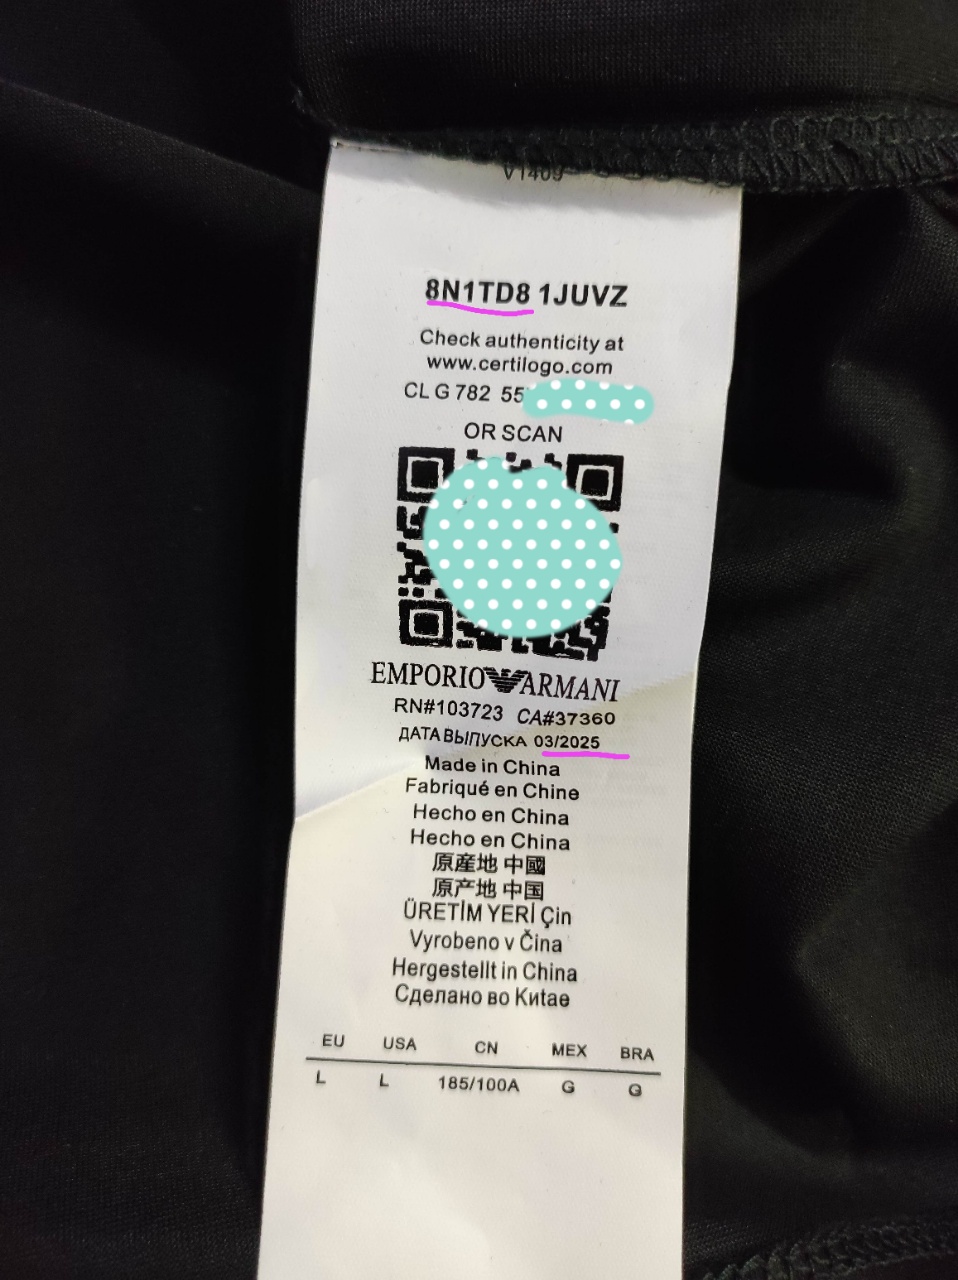 V1409
8N1TD8 1JUVZ
Check authenticity at
www.certilogo.com
CLG 782 55
OR SCAN
EMPORIO ARMANI
RN#103723 CA#37360
ДАТА ВЫПУСКА 03/2025
Made in China
Fabriqué en Chine
Hecho en China
Hecho en China
原産地 中國
原产地 中国
ÜRETİM YERİ Çin
Vyrobeno v Čina
Hergestellt in China
Сделано во Китае
EU USA CN MEX BRA
L L 185/100A G G